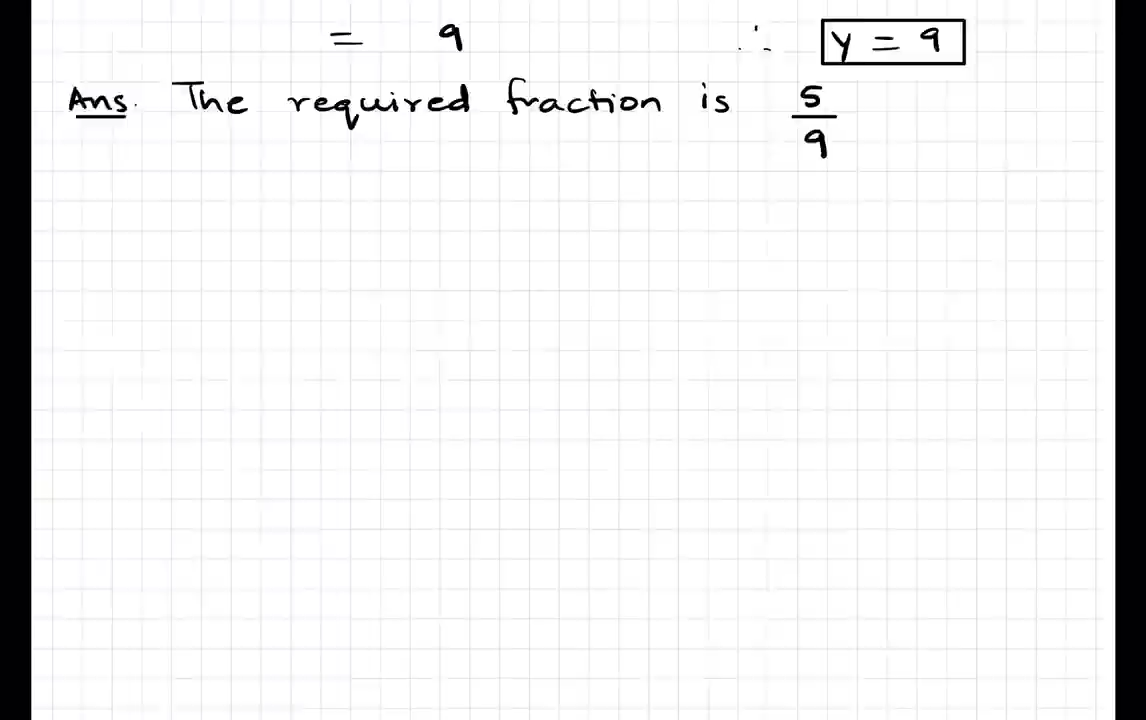 = 9 ∴ y = 9
Ans. The required fraction is 5/9